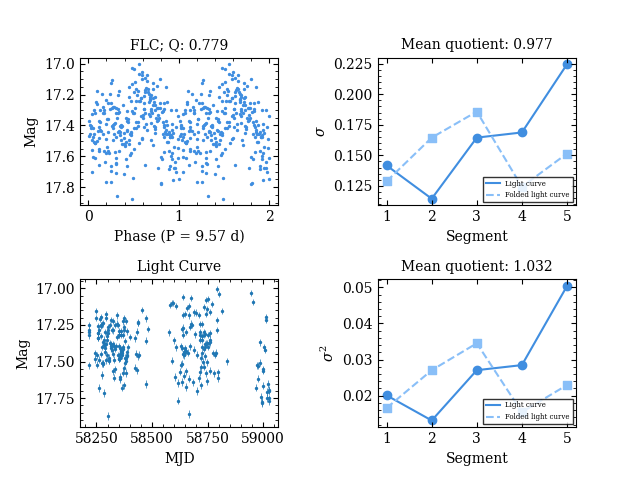 FLC; Q: 0.779
Mag
17.0
17.2
17.4
17.6
17.8
0 1 2
Phase (P = 9.57 d)
Mean quotient: 0.977
σ
0.225
0.200
0.175
0.150
0.125
Light curve
Folded light curve
1 2 3 4 5
Segment
Light Curve
Mag
17.00
17.25
17.50
17.75
58250 58500 58750 59000
MJD
Mean quotient: 1.032
σ²
0.05
0.04
0.03
0.02
Light curve
Folded light curve
1 2 3 4 5
Segment